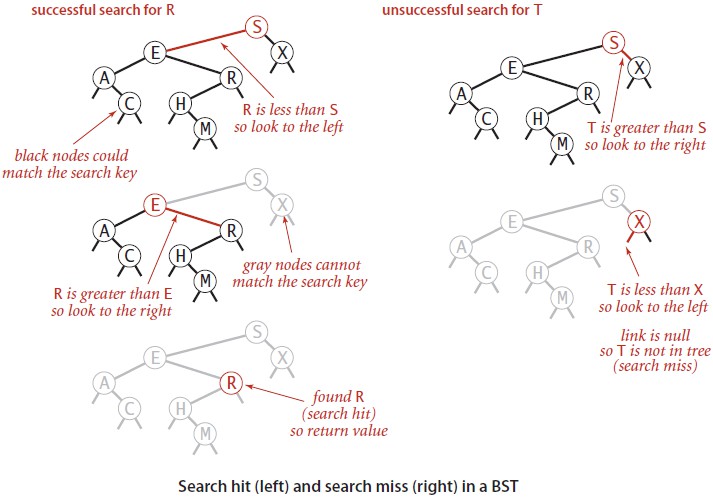 successful search for R
S
E
X
A
R
C
H
M
R is less than S
so look to the left
black nodes could
match the search key
S
E
X
A
R
C
H
M
gray nodes cannot
match the search key
R is greater than E
so look to the right
S
E
X
A
R
C
H
M
found R
(search hit)
so return value
unsuccessful search for T
S
E
X
A
R
C
H
M
T is greater than S
so look to the right
S
E
X
A
R
C
H
M
T is less than X
so look to the left
link is null
so T is not in tree
(search miss)
Search hit (left) and search miss (right) in a BST